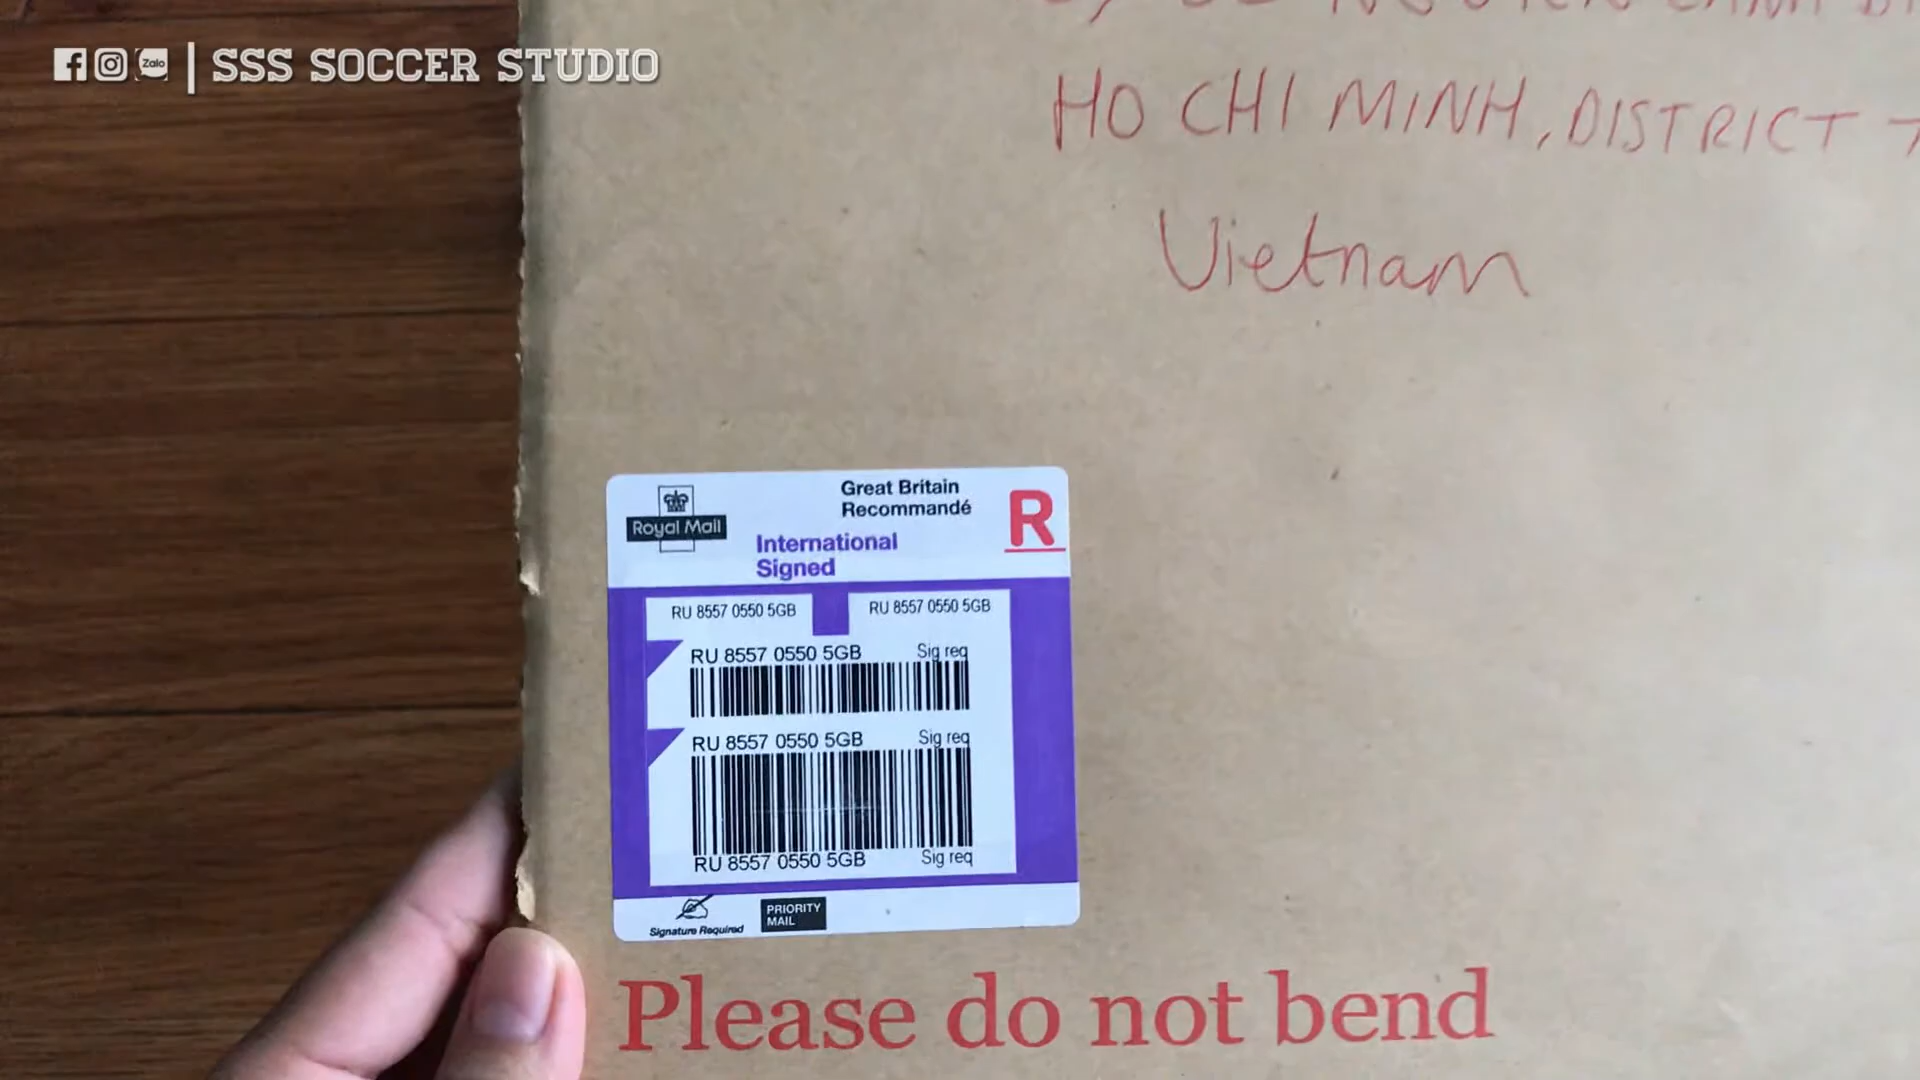 Zalo | SSS SOCCER STUDIO
HO CHI MINH, DISTRICT
Vietnam
Royal Mail
Great Britain
Recommandé
R
International
Signed
RU 8557 0550 5GB RU 8557 0550 5GB
RU 8557 0550 5GB Sig req
RU 8557 0550 5GB Sig req
RU 8557 0550 5GB Sig req
Signature Required
PRIORITY
MAIL
Please do not bend